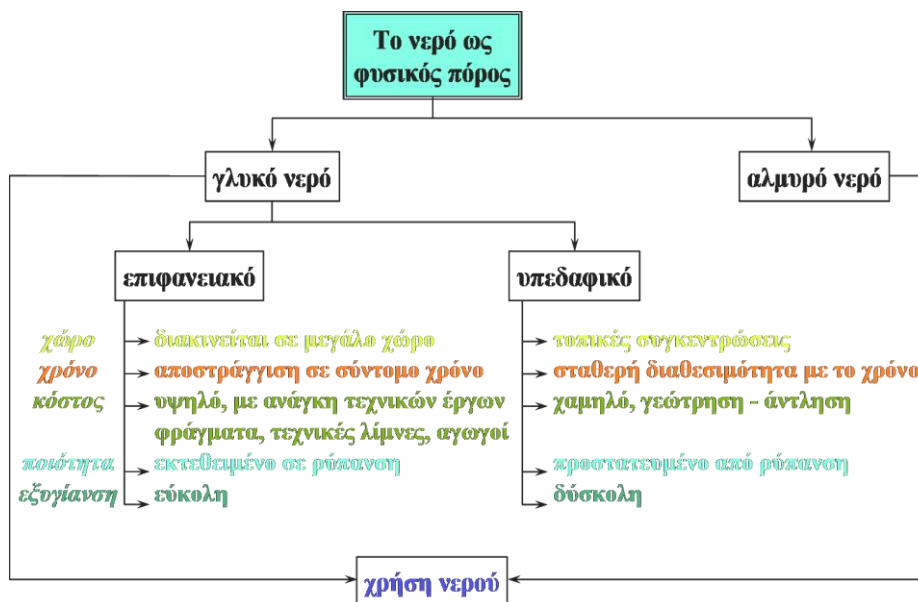 Το νερό ως
φυσικός πόρος
γλυκό νερό
αλμυρό νερό
επιφανειακό
υπεδαφικό
χώρο
διακινείται σε μεγάλο χώρο
τοπικές συγκεντρώσεις
χρόνο
αποστράγγιση σε σύντομο χρόνο
σταθερή διαθεσιμότητα με το χρόνο
κόστος
υψηλό, με ανάγκη τεχνικών έργων
φράγματα, τεχνικές λίμνες, αγωγοί
χαμηλό, γεώτρηση - άντληση
ποιότητα
εκτεθειμένο σε ρύπανση
προστατευμένο από ρύπανση
εξυγίανση
εύκολη
δύσκολη
χρήση νερού